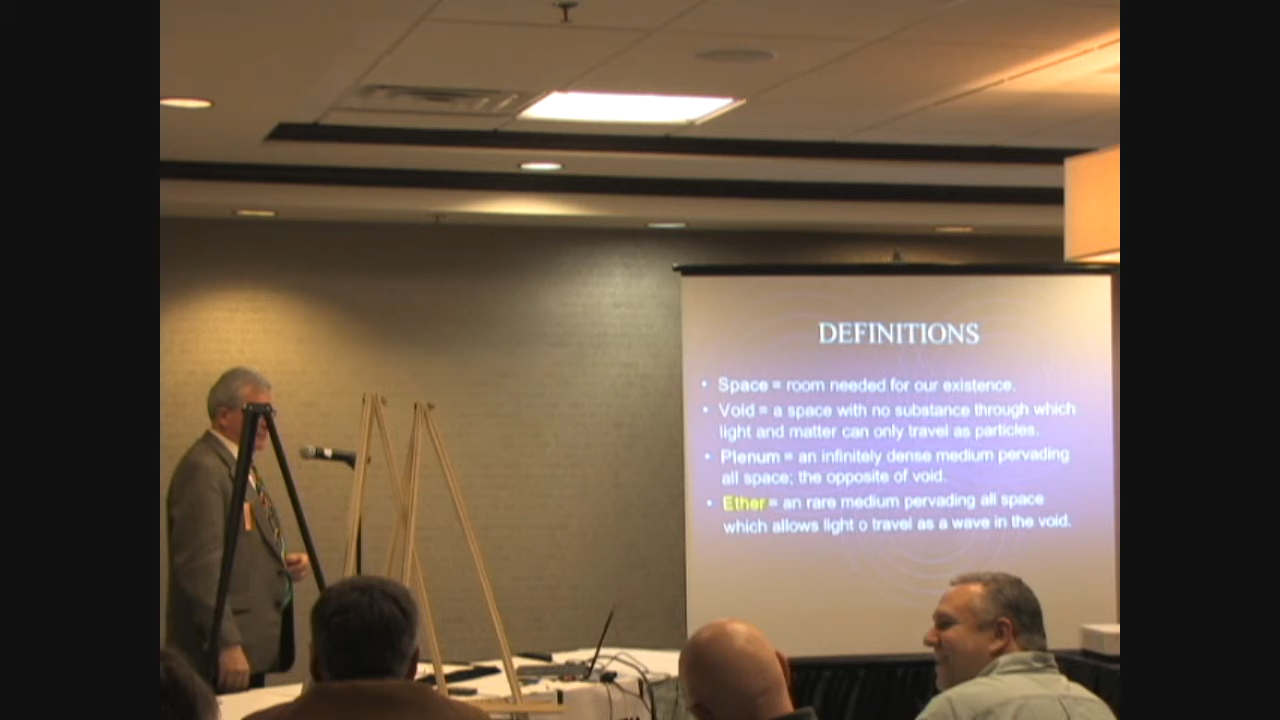 DEFINITIONS
• Space = room needed for our existence.
• Void = a space with no substance through which
light and matter can only travel as particles.
• Plenum = an infinitely dense medium pervading
all space; the opposite of void.
• Ether = an rare medium pervading all space
which allows light o travel as a wave in the void.